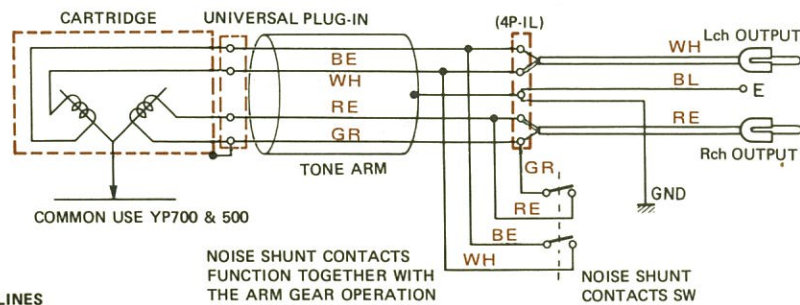 CARTRIDGE
UNIVERSAL PLUG-IN
(4P-IL)
Lch OUTPUT
WH
BE
WH
BL
E
RE
RE
GR
Rch OUTPUT
TONE ARM
GR
GND
RE
COMMON USE YP700 & 500
BE
WH
NOISE SHUNT CONTACTS
FUNCTION TOGETHER WITH
THE ARM GEAR OPERATION
NOISE SHUNT
CONTACTS SW
LINES